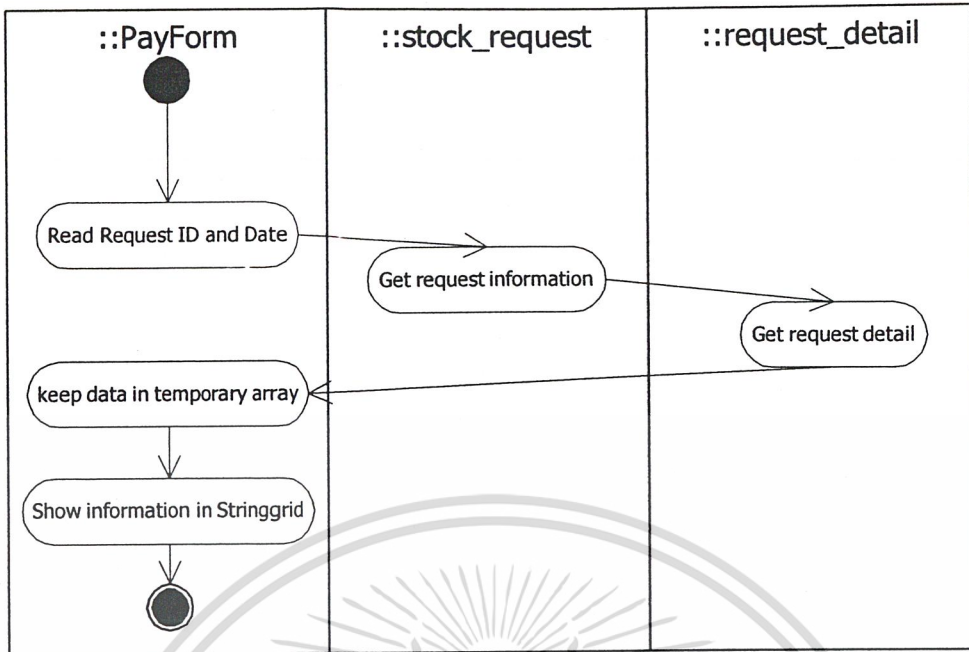 ::PayForm
::stock_request
::request_detail
Read Request ID and Date
Get request information
Get request detail
keep data in temporary array
Show information in Stringgrid